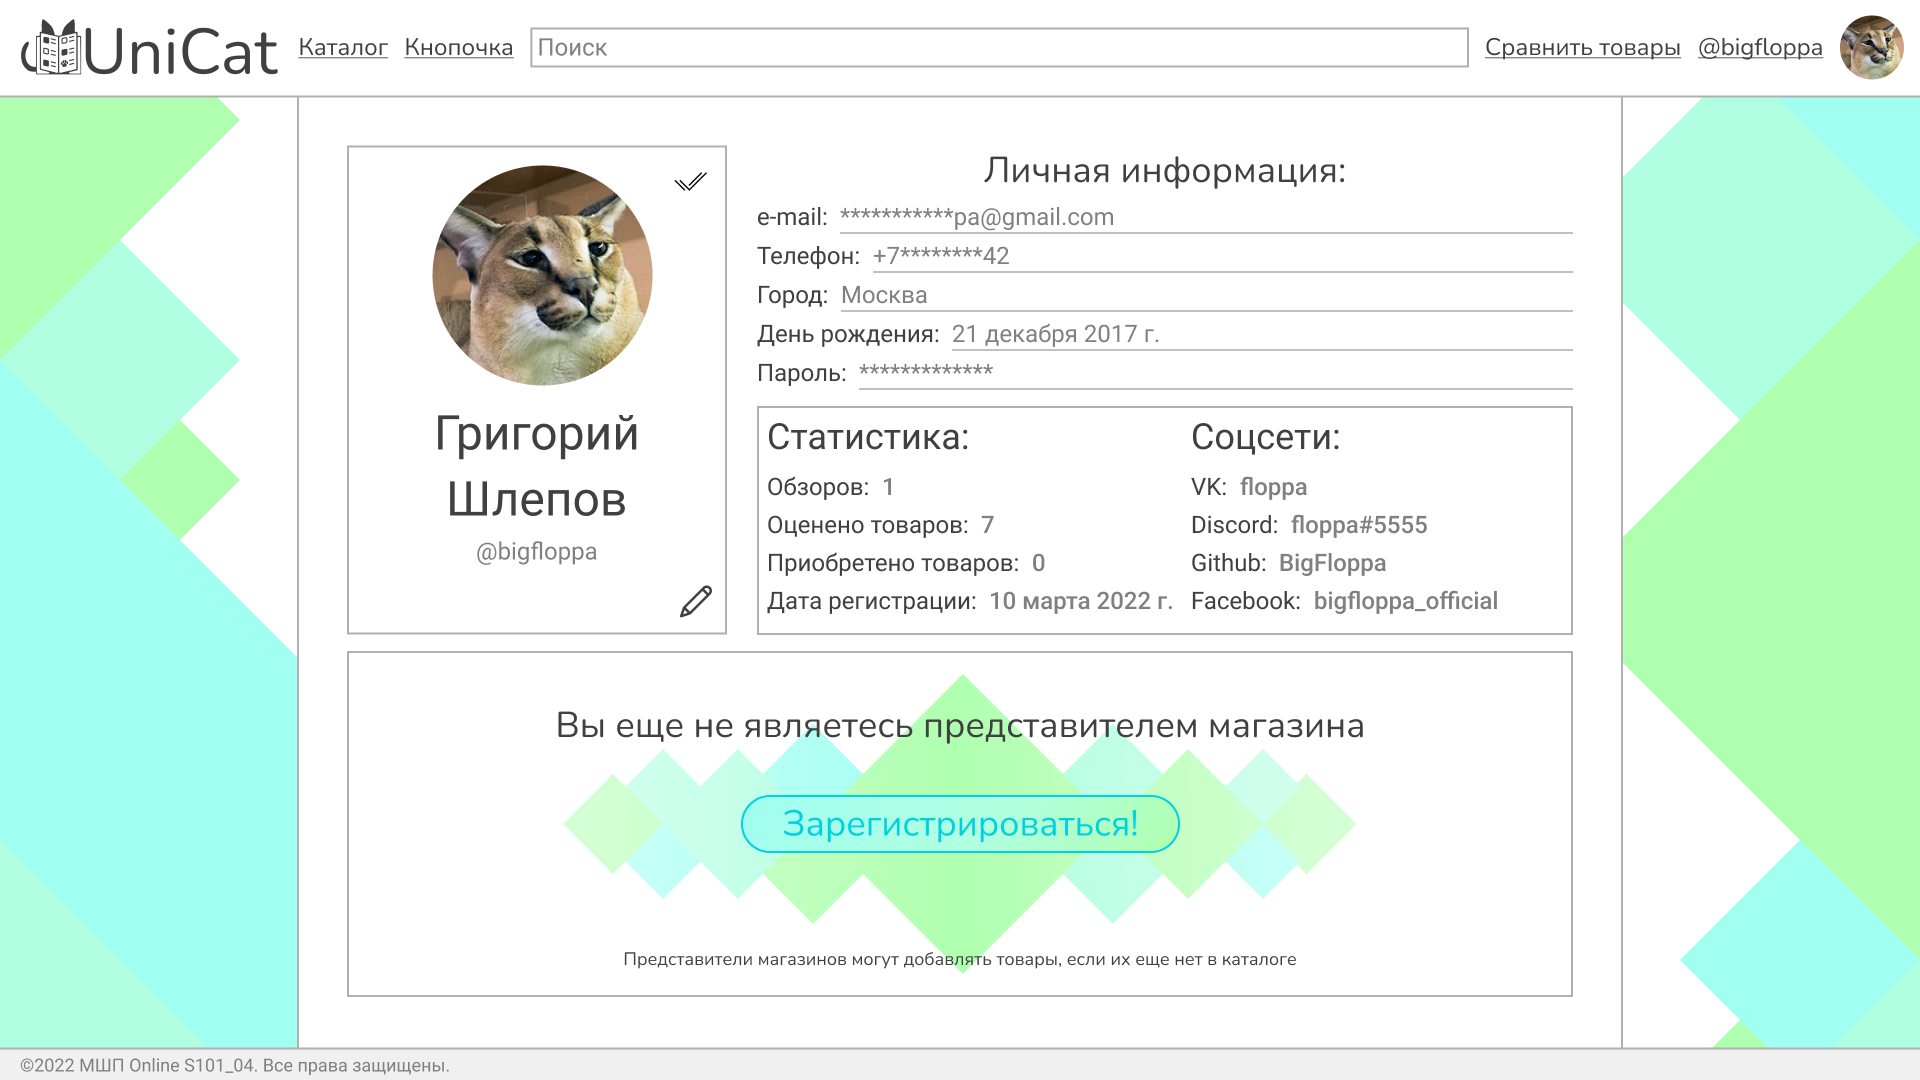 UniCat Каталог Кнопочка Поиск Сравнить товары @bigfloppa
Григорий
Шлепов
@bigfloppa
Личная информация:
e-mail: ***********pa@gmail.com
Телефон: +7********42
Город: Москва
День рождения: 21 декабря 2017 г.
Пароль: *************
Статистика:
Обзоров: 1
Оценено товаров: 7
Приобретено товаров: 0
Дата регистрации: 10 марта 2022 г.
Соцсети:
VK: floppa
Discord: floppa#5555
Github: BigFloppa
Facebook: bigfloppa_official
Вы еще не являетесь представителем магазина
Зарегистрироваться!
Представители магазинов могут добавлять товары, если их еще нет в каталоге
©2022 МШП Online S101_04. Все права защищены.